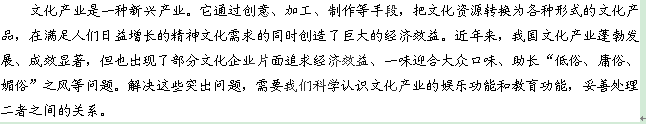 文化产业是一种新兴产业。它通过创意、加工、制作等手段，把文化资源转换为各种形式的文化产
品，在满足人们日益增长的精神文化需求的同时创造了巨大的经济效益。近年来，我国文化产业蓬勃发
展、成效显著，但也出现了部分文化企业片面追求经济效益、一味迎合大众口味、助长“低俗、庸俗、
媚俗”之风等问题。解决这些突出问题，需要我们科学认识文化产业的娱乐功能和教育功能，妥善处理
二者之间的关系。